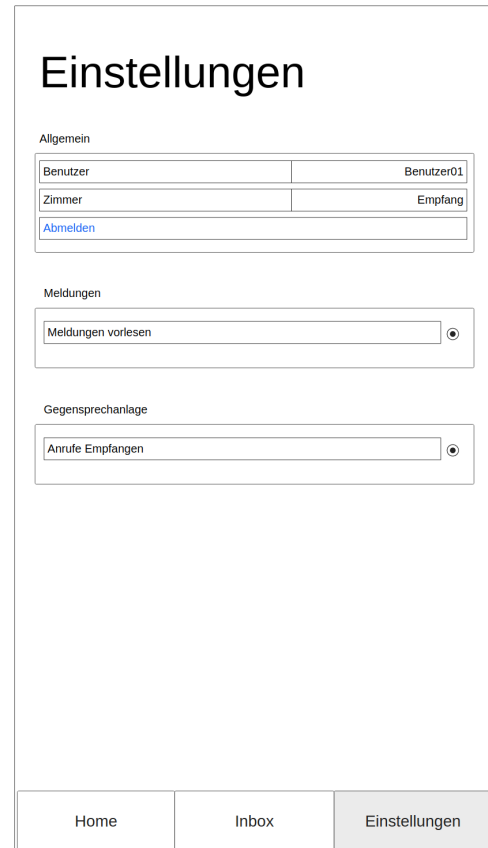 Einstellungen
Allgemein
Benutzer Benutzer01
Zimmer Empfang
Abmelden
Meldungen
Meldungen vorlesen
Gegensprechanlage
Anrufe Empfangen
Home Inbox Einstellungen